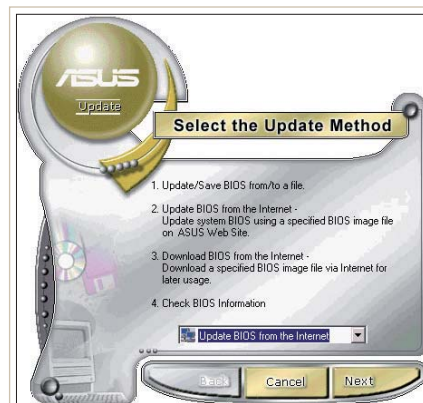 ASUS
Update
Select the Update Method
1. Update/Save BIOS from/to a file.
2. Update BIOS from the Internet -
Update system BIOS using a specified BIOS image file
on ASUS Web Site.
3. Download BIOS from the Internet -
Download a specified BIOS image file via Internet for
later usage.
4. Check BIOS Information
Update BIOS from the Internet
Back
Cancel
Next